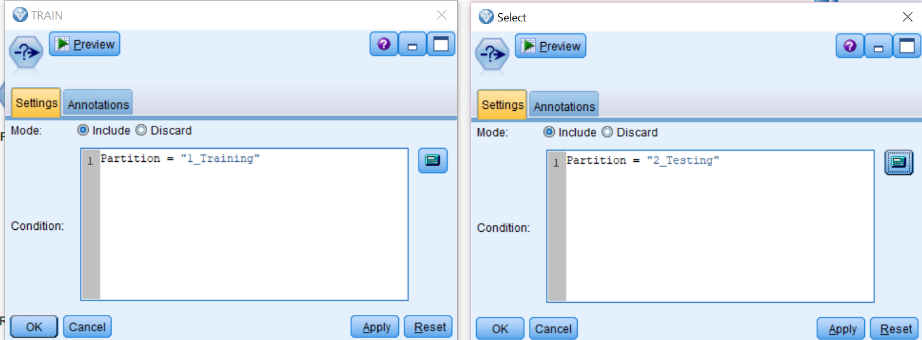 TRAIN
Preview
Settings Annotations
Mode: Include Discard
1 Partition = "1_Training"
Condition:
OK Cancel Apply Reset
Select
Preview
Settings Annotations
Mode: Include Discard
1 Partition = "2_Testing"
Condition:
OK Cancel Apply Reset